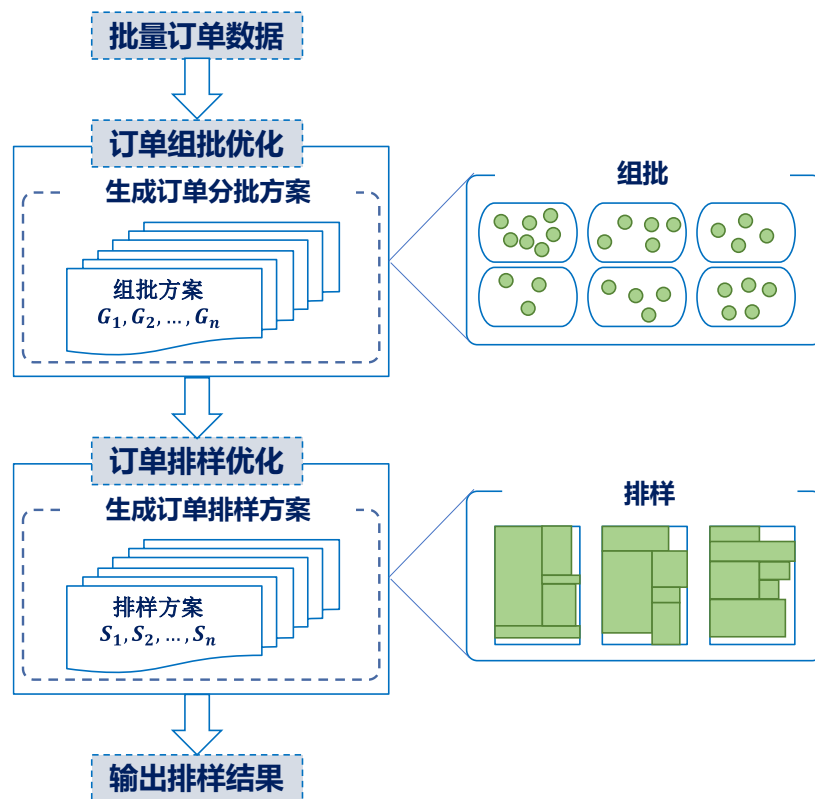 批量订单数据
订单组批优化
生成订单分批方案
组批方案
G₁, G₂, ..., Gₙ
组批
订单排样优化
生成订单排样方案
排样方案
S₁, S₂, ..., Sₙ
排样
输出排样结果